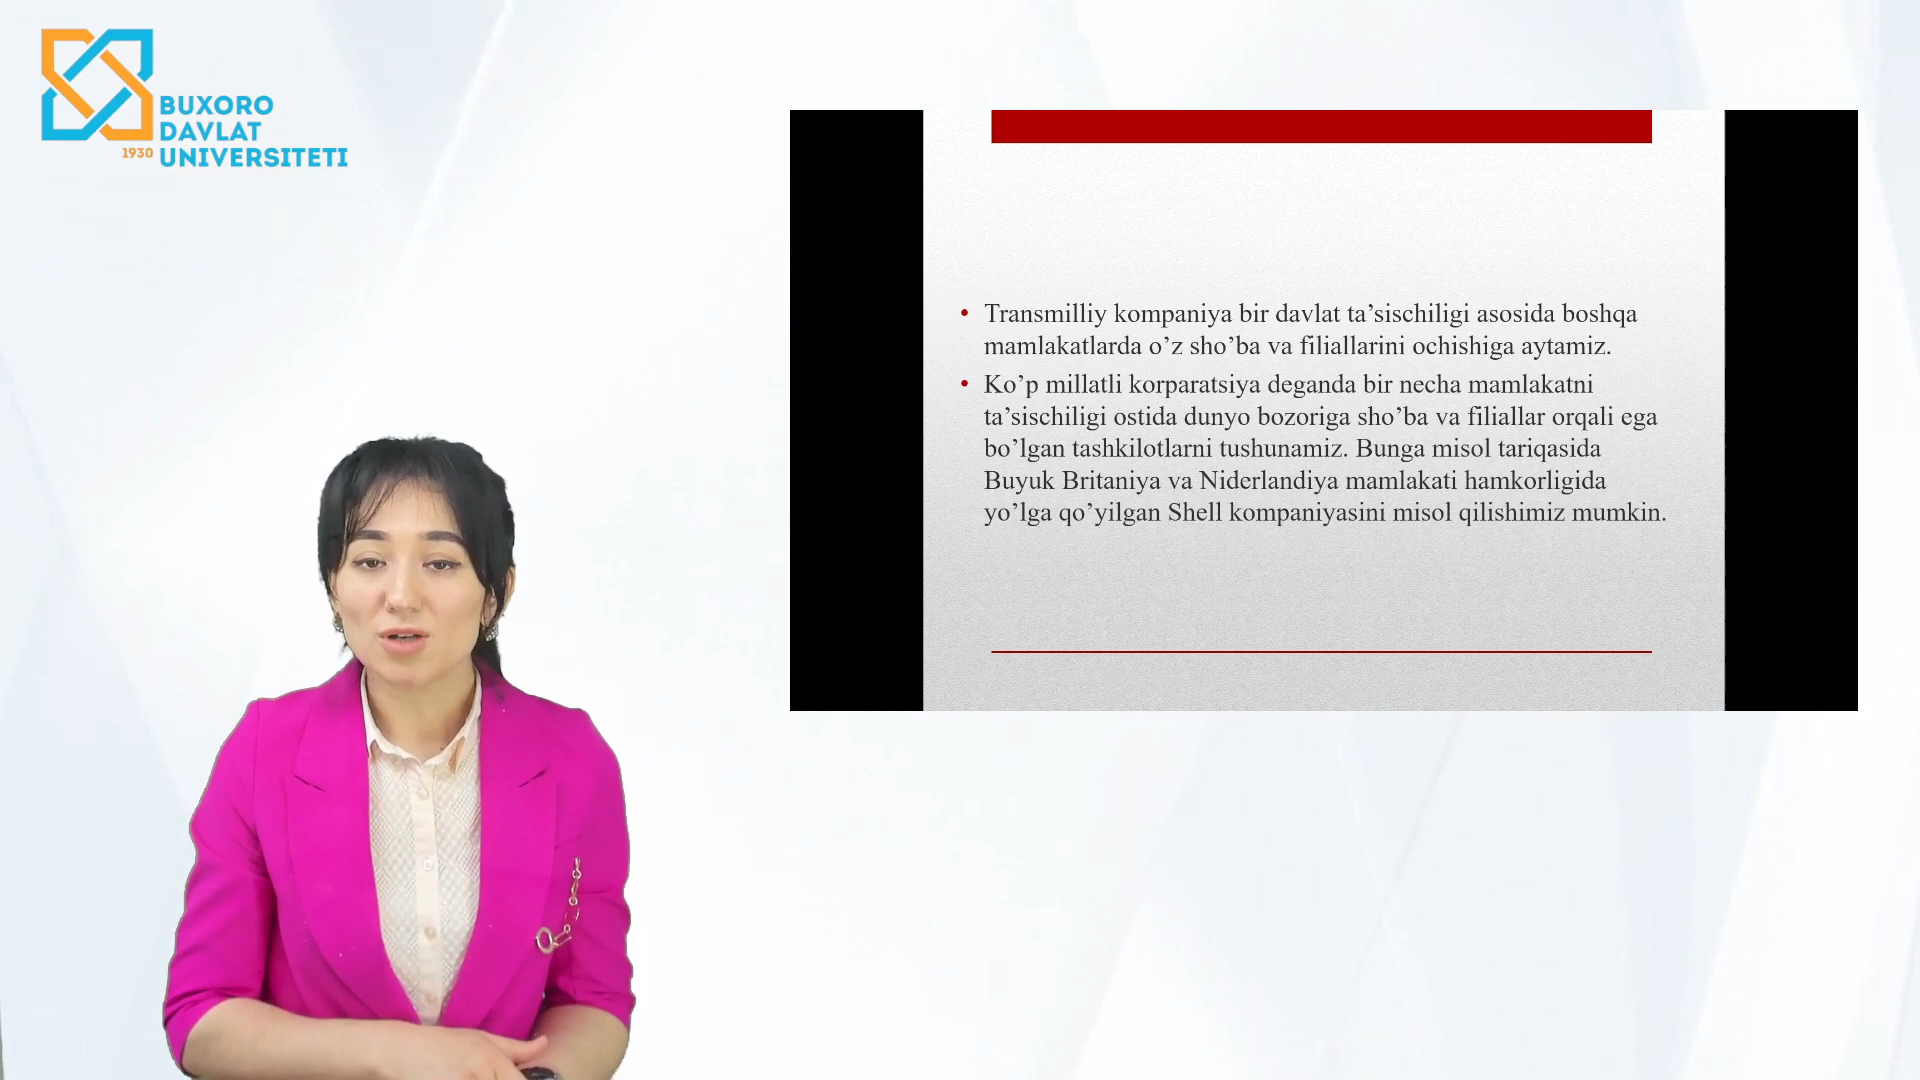 BUXORO
DAVLAT
1930 UNIVERSITETI
• Transmilliy kompaniya bir davlat ta’sischiligi asosida boshqa
mamlakatlarda o’z sho’ba va filiallarini ochishiga aytamiz.
• Ko’p millatli korparatsiya deganda bir necha mamlakatni
ta’sischiligi ostida dunyo bozoriga sho’ba va filiallar orqali ega
bo’lgan tashkilotlarni tushunamiz. Bunga misol tariqasida
Buyuk Britaniya va Niderlandiya mamlakati hamkorligida
yo’lga qo’yilgan Shell kompaniyasini misol qilishimiz mumkin.